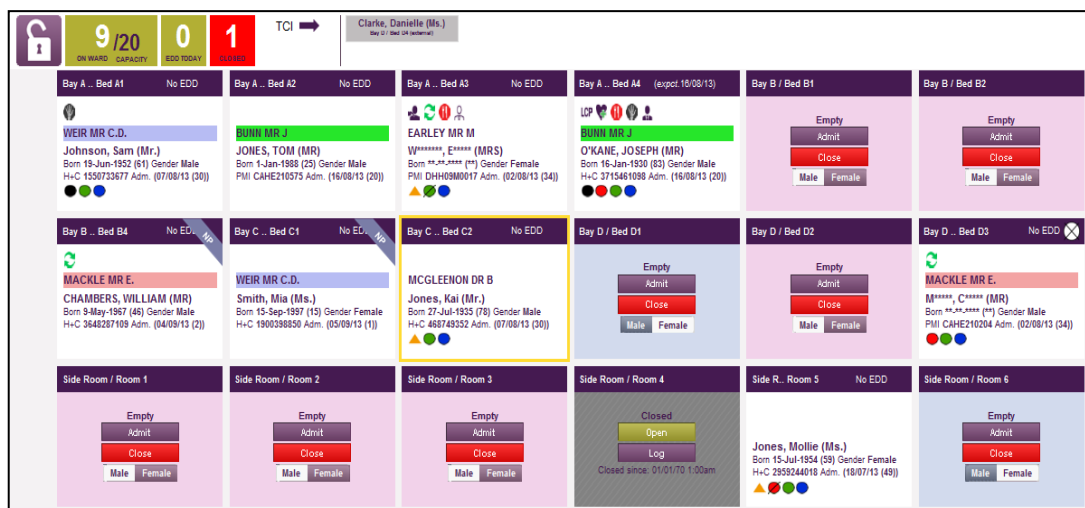 9 /20
ON WARD CAPACITY
0
EDD TODAY
1
CLOSED
TCI
Clarke, Danielle (Ms.)
Bay D / Bed D4 (external)
Bay A .. Bed A1 No EDD
WEIR MR C.D.
Johnson, Sam (Mr.)
Born 19-Jun-1952 (61) Gender Male
H+C 1550733677 Adm. (07/08/13 (30))
Bay A .. Bed A2 No EDD
BUNN MR J
JONES, TOM (MR)
Born 1-Jan-1988 (25) Gender Male
PMI CAHE210575 Adm. (16/08/13 (20))
Bay A .. Bed A3 No EDD
EARLEY MR M
W*******, E***** (MRS)
Born **-**-**** (**) Gender Female
PMI DHH09M0017 Adm. (02/08/13 (34))
Bay A .. Bed A4 (expct.16/08/13)
LCP
BUNN MR J
O'KANE, JOSEPH (MR)
Born 16-Jan-1930 (83) Gender Male
H+C 3715461098 Adm. (16/08/13 (20))
Bay B / Bed B1
Empty
Admit
Close
Male Female
Bay B / Bed B2
Empty
Admit
Close
Male Female
Bay B .. Bed B4 No ED..
NP
MACKLE MR E.
CHAMBERS, WILLIAM (MR)
Born 9-May-1967 (46) Gender Male
H+C 3648287109 Adm. (04/09/13 (2))
Bay C .. Bed C1 No ED..
NP
WEIR MR C.D.
Smith, Mia (Ms.)
Born 15-Sep-1997 (15) Gender Female
H+C 1900398850 Adm. (05/09/13 (1))
Bay C .. Bed C2 No EDD
MCGLEENON DR B
Jones, Kai (Mr.)
Born 27-Jul-1935 (78) Gender Male
H+C 468749352 Adm. (07/08/13 (30))
Bay D / Bed D1
Empty
Admit
Close
Male Female
Bay D / Bed D2
Empty
Admit
Close
Male Female
Bay D .. Bed D3 No EDD
MACKLE MR E.
M*****, C***** (MR)
Born **-**-**** (**) Gender Male
PMI CAHE210204 Adm. (02/08/13 (34))
Side Room / Room 1
Empty
Admit
Close
Male Female
Side Room / Room 2
Empty
Admit
Close
Male Female
Side Room / Room 3
Empty
Admit
Close
Male Female
Side Room / Room 4
Closed
Open
Log
Closed since: 01/01/70 1:00am
Side R.. Room 5 No EDD
Jones, Mollie (Ms.)
Born 15-Jul-1954 (59) Gender Female
H+C 2959244018 Adm. (18/07/13 (49))
Side Room / Room 6
Empty
Admit
Close
Male Female